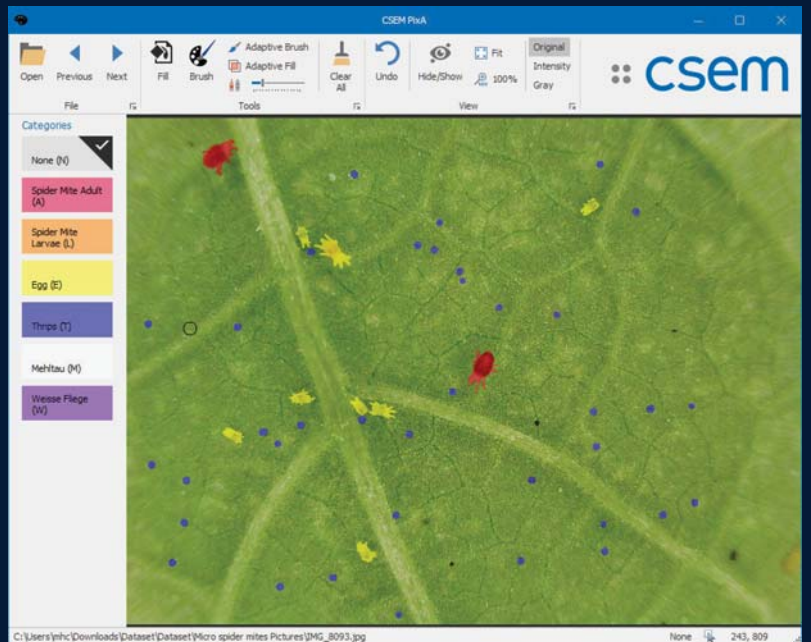 CSEM PixA
Open
Previous
Next
File
Fill
Brush
Adaptive Brush
Adaptive Fill
Tools
Clear
All
Undo
Hide/Show
Fit
100%
View
Original
Intensity
Gray
csem
Categories
None (N)
Spider Mite Adult
(A)
Spider Mite
Larvae (L)
Egg (E)
Thrips (T)
Mehltau (M)
Weisse Fliege
(W)
C:\Users\mhc\Downloads\Dataset\Dataset\Micro spider mites Pictures\IMG_8093.jpg
None
243, 809